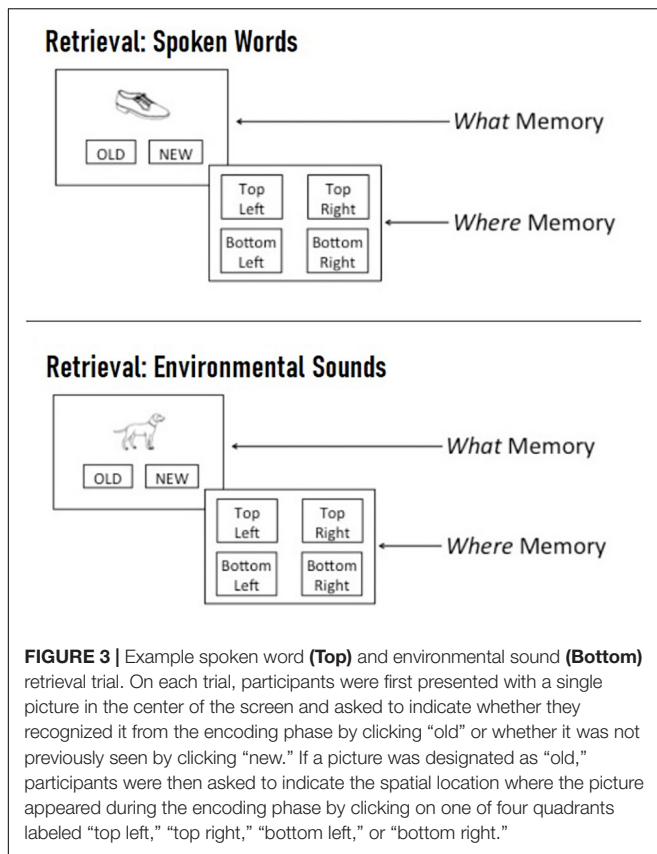 Retrieval: Spoken Words
OLD NEW
What Memory
Top Left
Top Right
Bottom Left
Bottom Right
Where Memory
Retrieval: Environmental Sounds
OLD NEW
What Memory
Top Left
Top Right
Bottom Left
Bottom Right
Where Memory
FIGURE 3 | Example spoken word (Top) and environmental sound (Bottom)
retrieval trial. On each trial, participants were first presented with a single
picture in the center of the screen and asked to indicate whether they
recognized it from the encoding phase by clicking “old” or whether it was not
previously seen by clicking “new.” If a picture was designated as “old,”
participants were then asked to indicate the spatial location where the picture
appeared during the encoding phase by clicking on one of four quadrants
labeled “top left,” “top right,” “bottom left,” or “bottom right.”